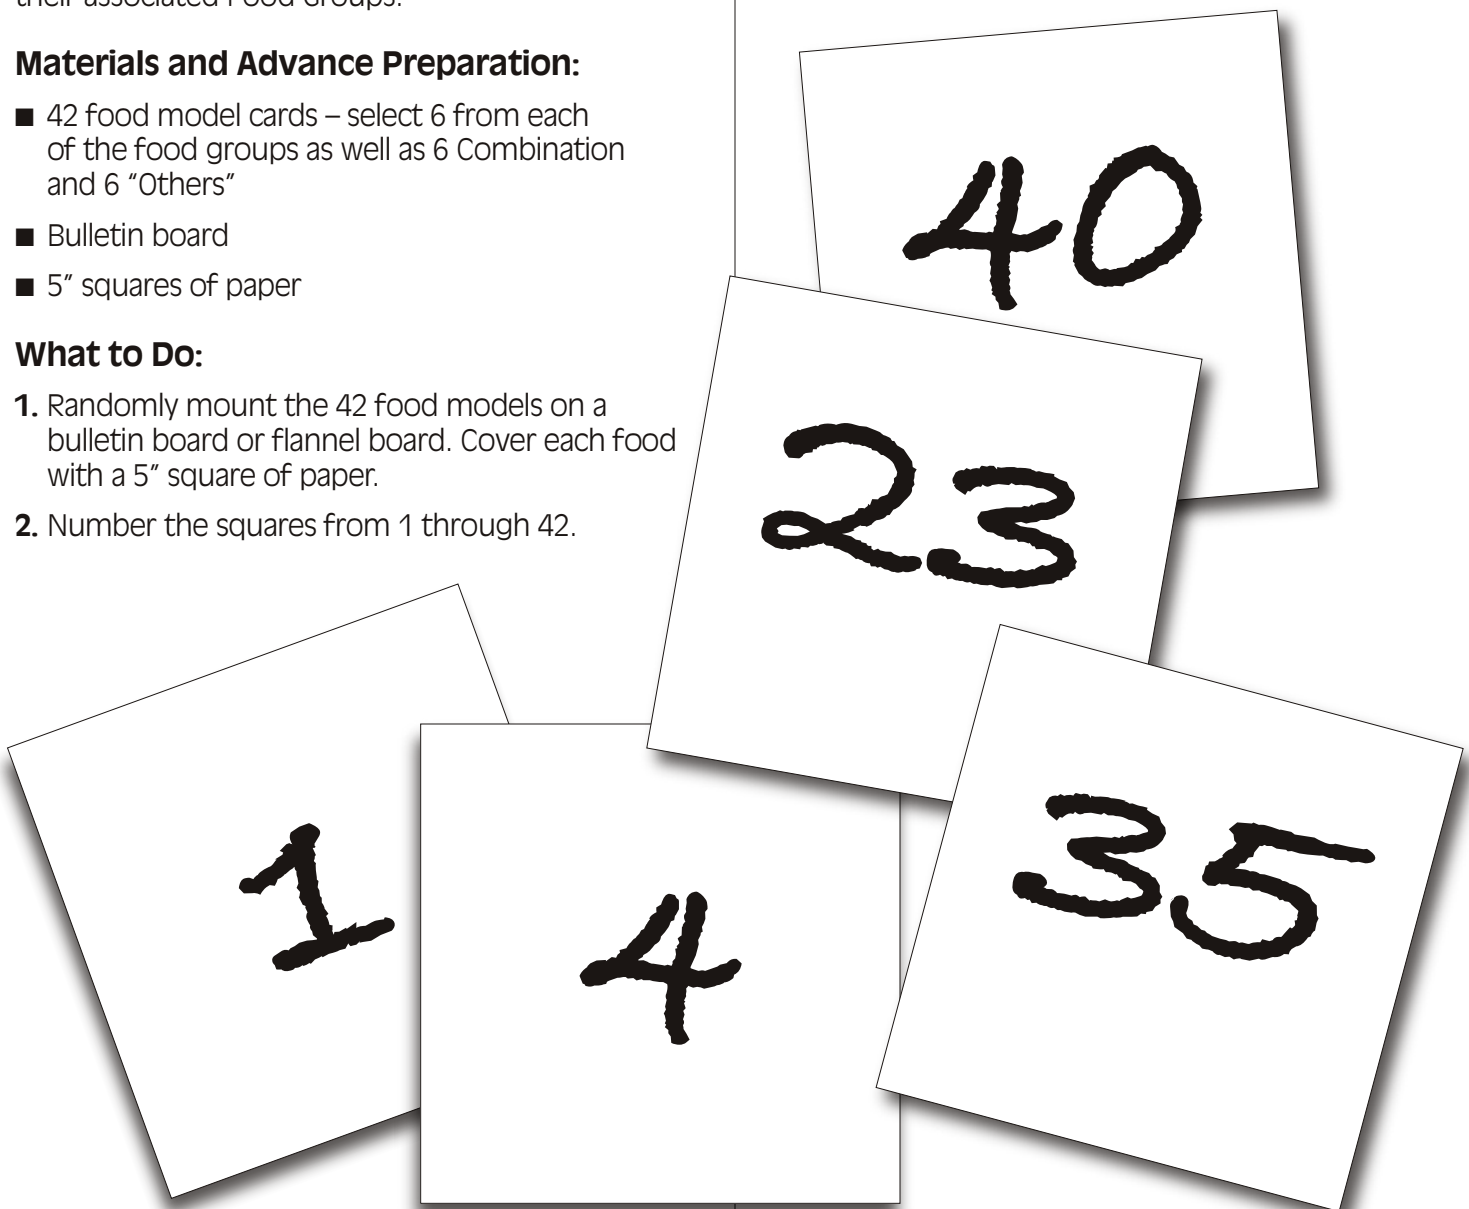 their associated Food Groups.
Materials and Advance Preparation:
■ 42 food model cards – select 6 from each
of the food groups as well as 6 Combination
and 6 “Others”
■ Bulletin board
■ 5” squares of paper
What to Do:
1. Randomly mount the 42 food models on a
bulletin board or flannel board. Cover each food
with a 5” square of paper.
2. Number the squares from 1 through 42.
40
23
1
4
35